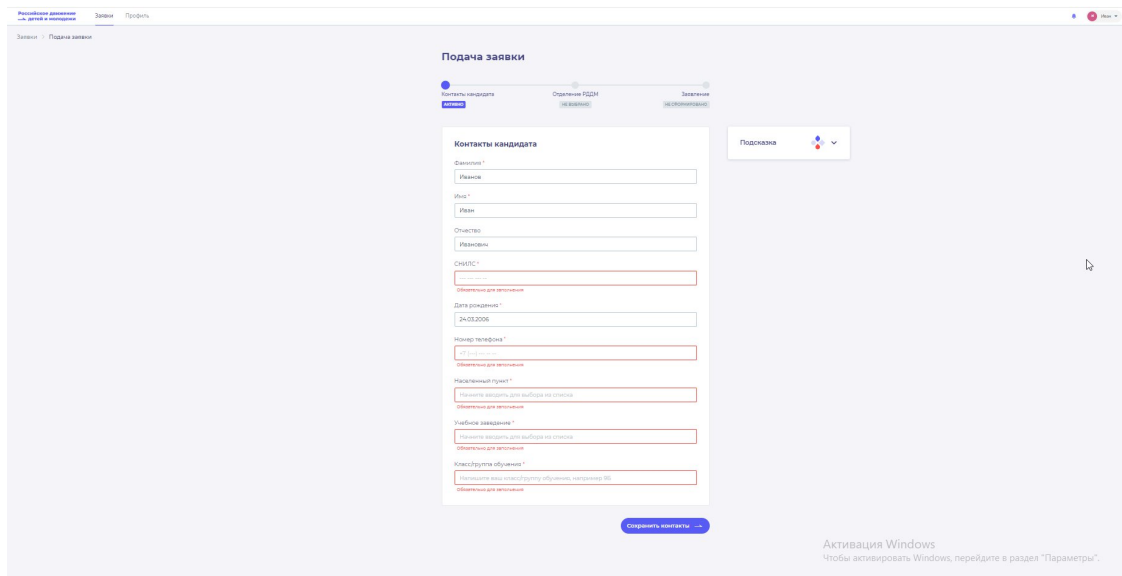 Российское движение
детей и молодежи
Заявки
Профиль
Иван
Заявки > Подача заявки
Подача заявки
Контакты кандидата
АКТИВНО
Отделение РДДМ
НЕ ВЫБРАНО
Заявление
НЕ СФОРМИРОВАНО
Контакты кандидата
Подсказка
Фамилия *
Иванов
Имя *
Иван
Отчество
Иванович
СНИЛС *
Обязательно для заполнения
Дата рождения *
24.03.2006
Номер телефона *
Обязательно для заполнения
Населенный пункт *
Начните вводить для выбора из списка
Обязательно для заполнения
Учебное заведение *
Начните вводить для выбора из списка
Обязательно для заполнения
Класс/группа обучения *
Напишите ваш класс/группу обучения, например 9Б
Обязательно для заполнения
Сохранить контакты →
Активация Windows
Чтобы активировать Windows, перейдите в раздел "Параметры".